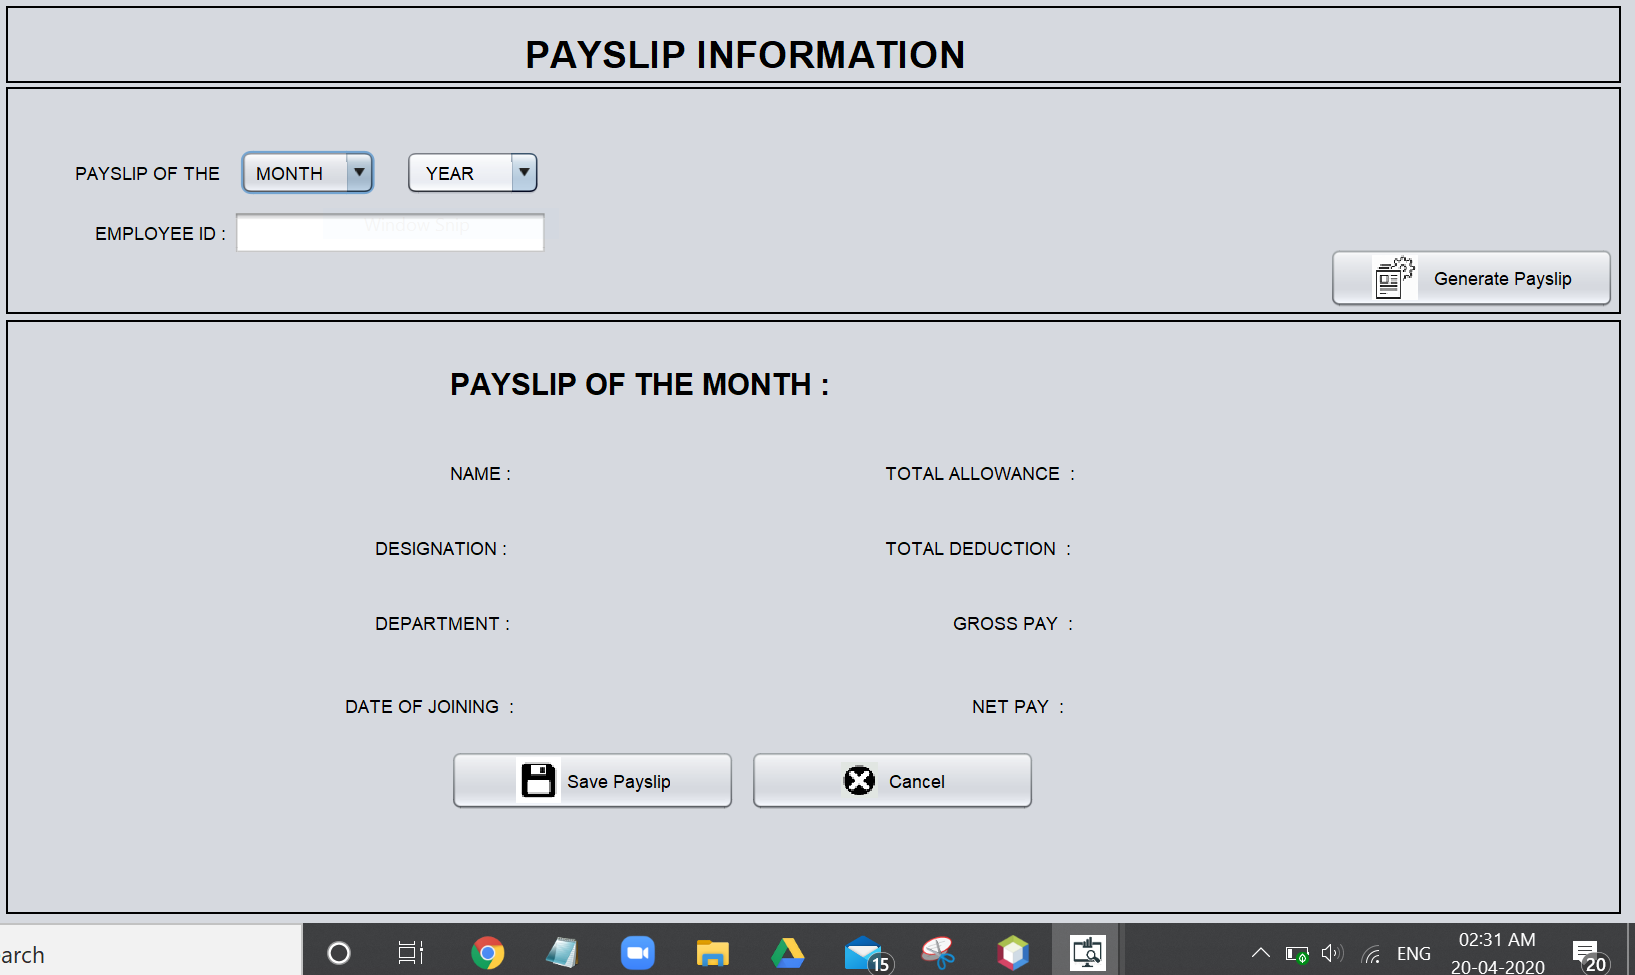 PAYSLIP INFORMATION
PAYSLIP OF THE MONTH YEAR
EMPLOYEE ID : Window Snip
Generate Payslip
PAYSLIP OF THE MONTH :
NAME : TOTAL ALLOWANCE :
DESIGNATION : TOTAL DEDUCTION :
DEPARTMENT : GROSS PAY :
DATE OF JOINING : NET PAY :
Save Payslip Cancel
arch 15 ENG 02:31 AM 20
20-04-2020